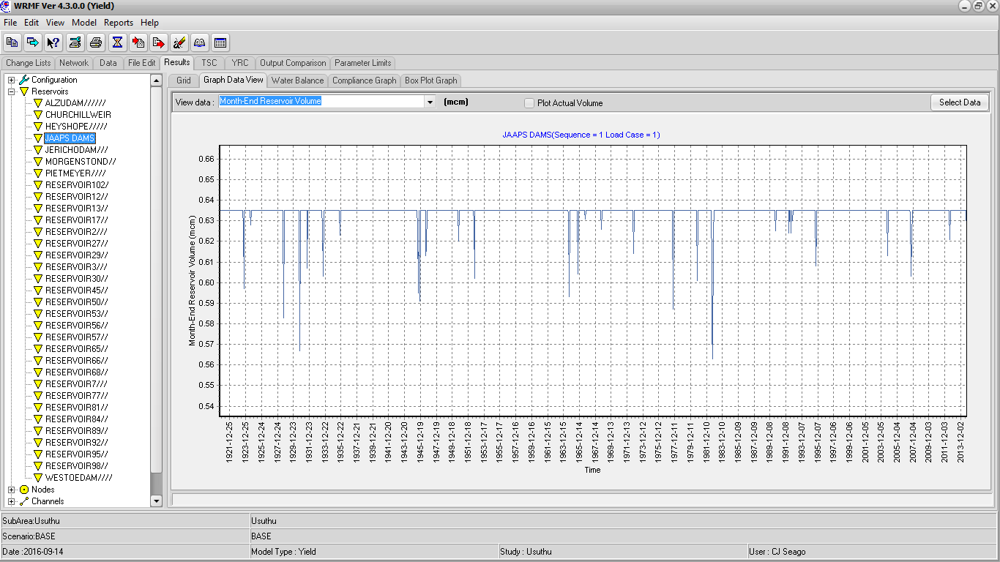 WRMF Ver 4.3.0.0 (Yield)
File Edit View Model Reports Help
Change Lists Network Data File Edit Results TSC YRC Output Comparison Parameter Limits
Configuration
Reservoirs
ALZUDAM//////
CHURCHILLWEIR
HEYSHOPE/////
JAAPS DAMS
JERICHODAM///
MORGENSTOND//
PIETMEYER////
RESERVOIR102/
RESERVOIR12//
RESERVOIR13//
RESERVOIR17//
RESERVOIR2///
RESERVOIR27//
RESERVOIR29//
RESERVOIR3///
RESERVOIR30//
RESERVOIR45//
RESERVOIR50//
RESERVOIR53//
RESERVOIR56//
RESERVOIR57//
RESERVOIR65//
RESERVOIR66//
RESERVOIR68//
RESERVOIR7///
RESERVOIR77//
RESERVOIR81//
RESERVOIR84//
RESERVOIR89//
RESERVOIR92//
RESERVOIR95//
RESERVOIR98//
WESTOEDAM////
Nodes
Channels
Grid Graph Data View Water Balance Compliance Graph Box Plot Graph
View data : Month-End Reservoir Volume (mcm) Plot Actual Volume Select Data
JAAPS DAMS(Sequence = 1 Load Case = 1)
Month-End Reservoir Volume (mcm)
0.66
0.65
0.64
0.63
0.62
0.61
0.60
0.59
0.58
0.57
0.56
0.55
0.54
1921-12-25
1923-12-25
1925-12-24
1927-12-24
1929-12-23
1931-12-23
1933-12-22
1935-12-22
1937-12-21
1939-12-21
1941-12-20
1943-12-20
1945-12-19
1947-12-19
1949-12-18
1951-12-18
1953-12-17
1955-12-17
1957-12-16
1959-12-16
1961-12-15
1963-12-15
1965-12-14
1967-12-14
1969-12-13
1971-12-13
1973-12-12
1975-12-12
1977-12-11
1979-12-11
1981-12-10
1983-12-10
1985-12-09
1987-12-09
1989-12-08
1991-12-08
1993-12-07
1995-12-07
1997-12-06
1999-12-06
2001-12-05
2003-12-05
2005-12-04
2007-12-04
2009-12-03
2011-12-03
2013-12-02
Time
SubArea:Usuthu Usuthu
Scenario:BASE BASE
Date :2016-09-14 Model Type : Yield Study : Usuthu User : CJ Seago